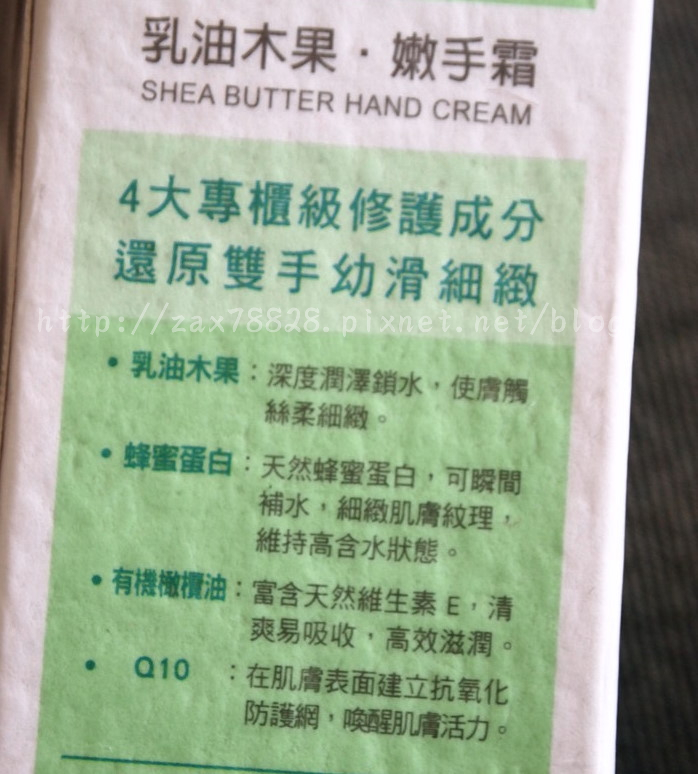 乳油木果·嫩手霜
SHEA BUTTER HAND CREAM
4大專櫃級修護成分
還原雙手幼滑細緻
http://zax78828.pixnet.net/blog
• 乳油木果：深度潤澤鎖水，使膚觸
絲柔細緻。
• 蜂蜜蛋白：天然蜂蜜蛋白，可瞬間
補水，細緻肌膚紋理，
維持高含水狀態。
• 有機橄欖油：富含天然維生素 E，清
爽易吸收，高效滋潤。
• Q10：在肌膚表面建立抗氧化
防護網，喚醒肌膚活力。